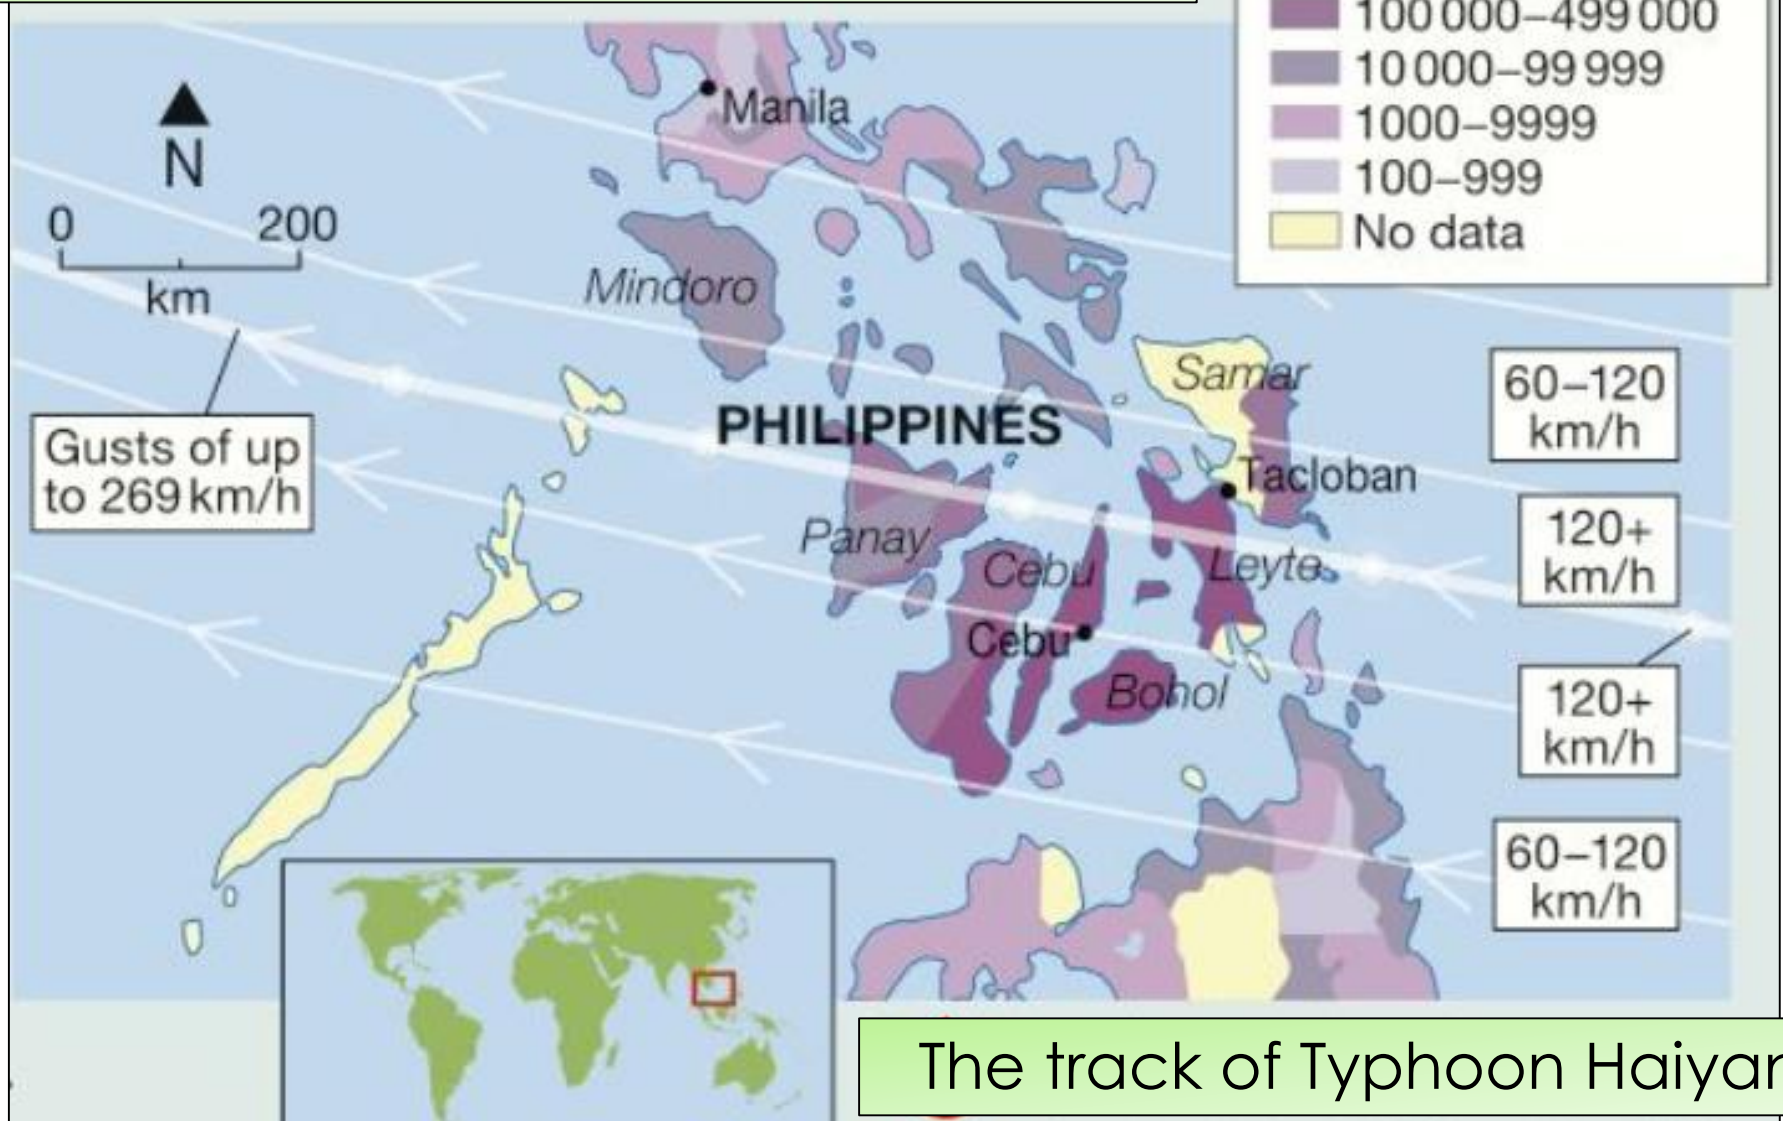 100 000–499 000
10 000–99 999
1000–9999
100–999
No data
Manila
N
0 200
km
Mindoro
Samar
60–120
km/h
PHILIPPINES
Gusts of up
to 269 km/h
Tacloban
120+
km/h
Panay
Cebu
Leyte
Cebu
Bohol
120+
km/h
60–120
km/h
The track of Typhoon Haiyan